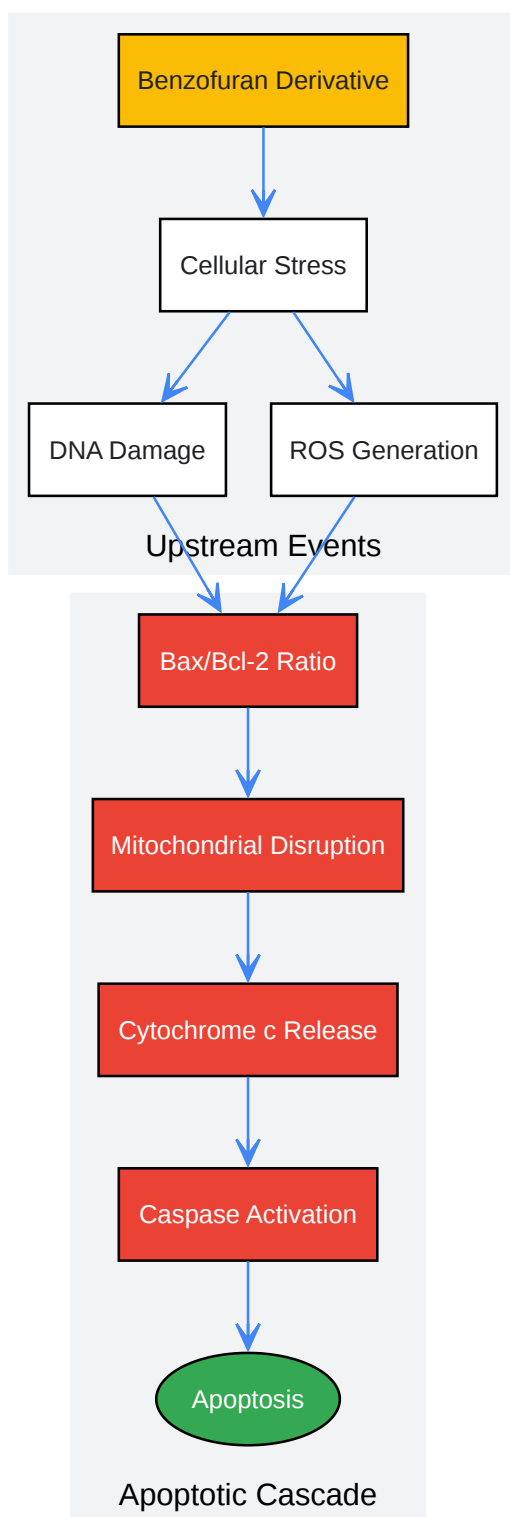 Benzofuran Derivative
Cellular Stress
DNA Damage
ROS Generation
Upstream Events
Bax/Bcl-2 Ratio
Mitochondrial Disruption
Cytochrome c Release
Caspase Activation
Apoptosis
Apoptotic Cascade